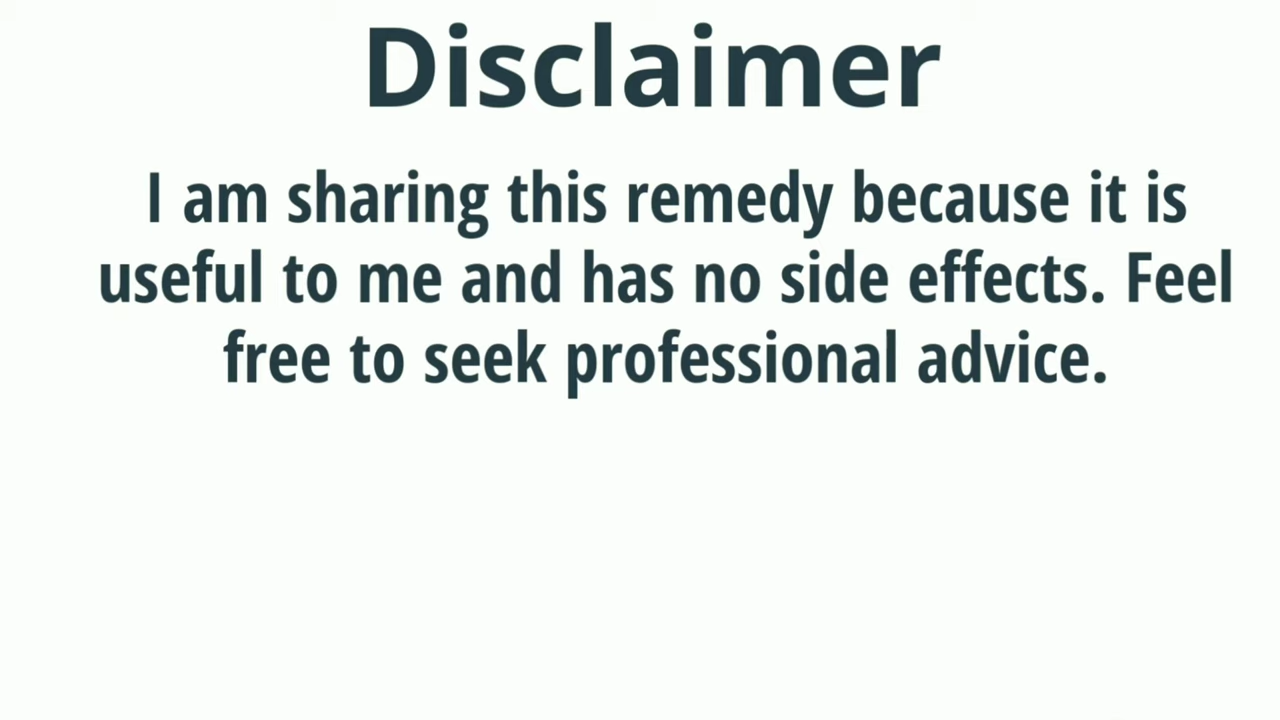 Disclaimer
I am sharing this remedy because it is
useful to me and has no side effects. Feel
free to seek professional advice.